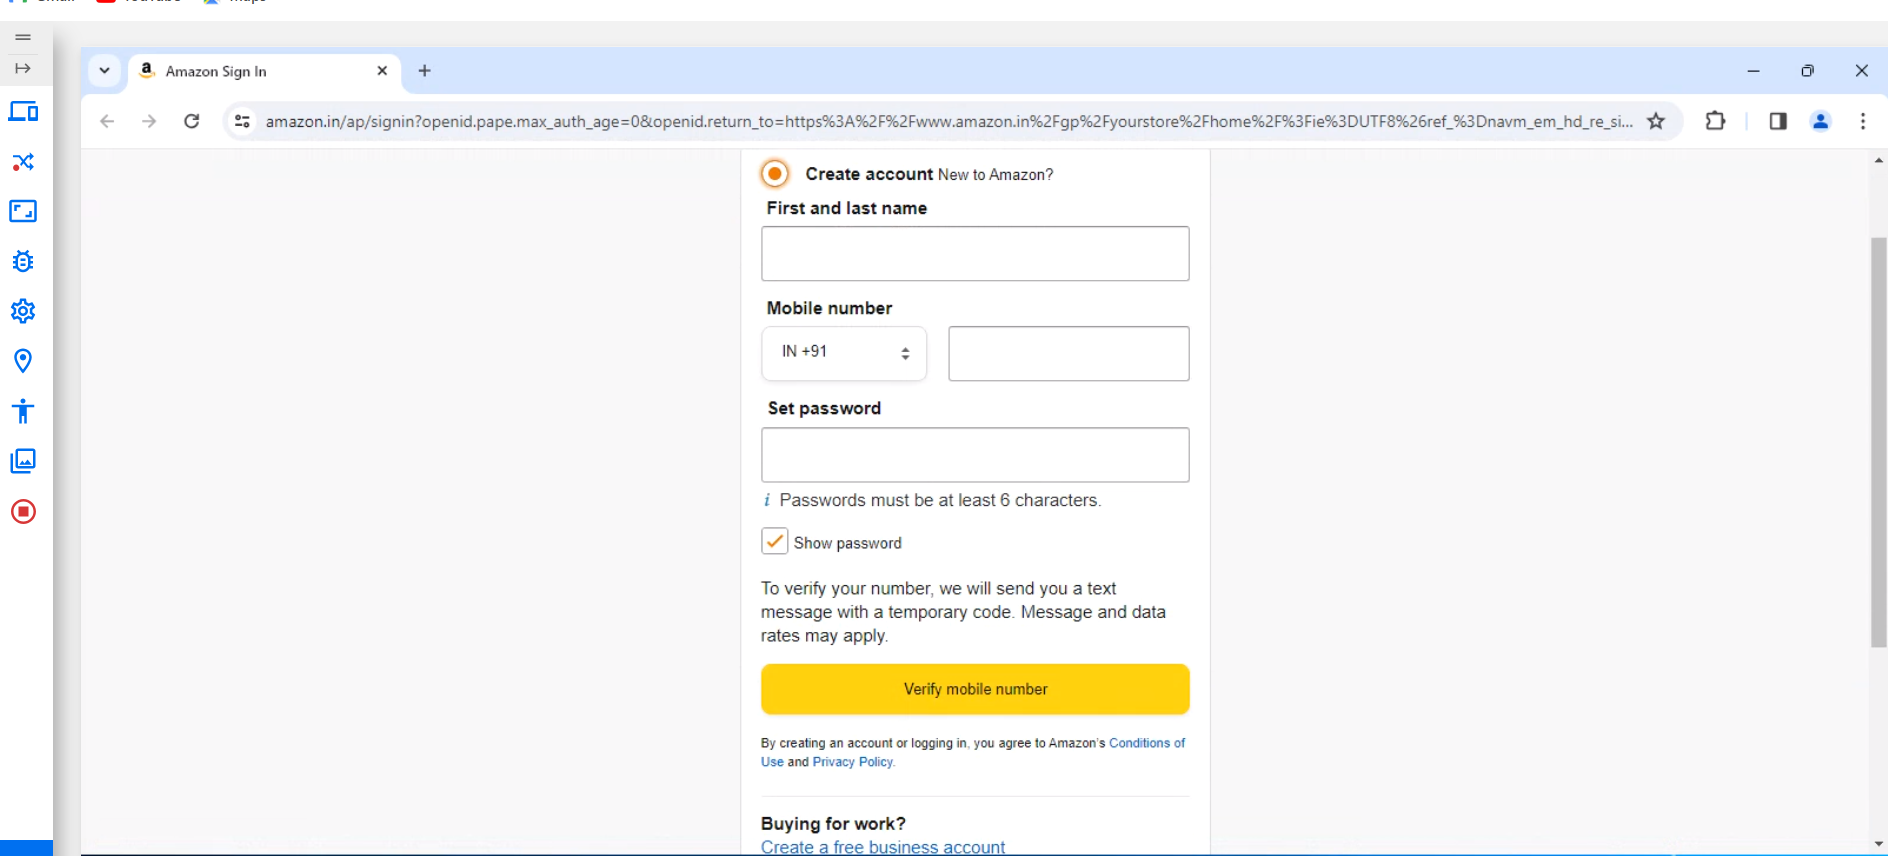 Gmail YouTube Maps
Amazon Sign In
amazon.in/ap/signin?openid.pape.max_auth_age=0&openid.return_to=https%3A%2F%2Fwww.amazon.in%2Fgp%2Fyourstore%2Fhome%2F%3Fie%3DUTF8%26ref_%3Dnavm_em_hd_re_si...
Create account New to Amazon?
First and last name
Mobile number
IN +91
Set password
i Passwords must be at least 6 characters.
Show password
To verify your number, we will send you a text
message with a temporary code. Message and data
rates may apply.
Verify mobile number
By creating an account or logging in, you agree to Amazon's Conditions of
Use and Privacy Policy.
Buying for work?
Create a free business account